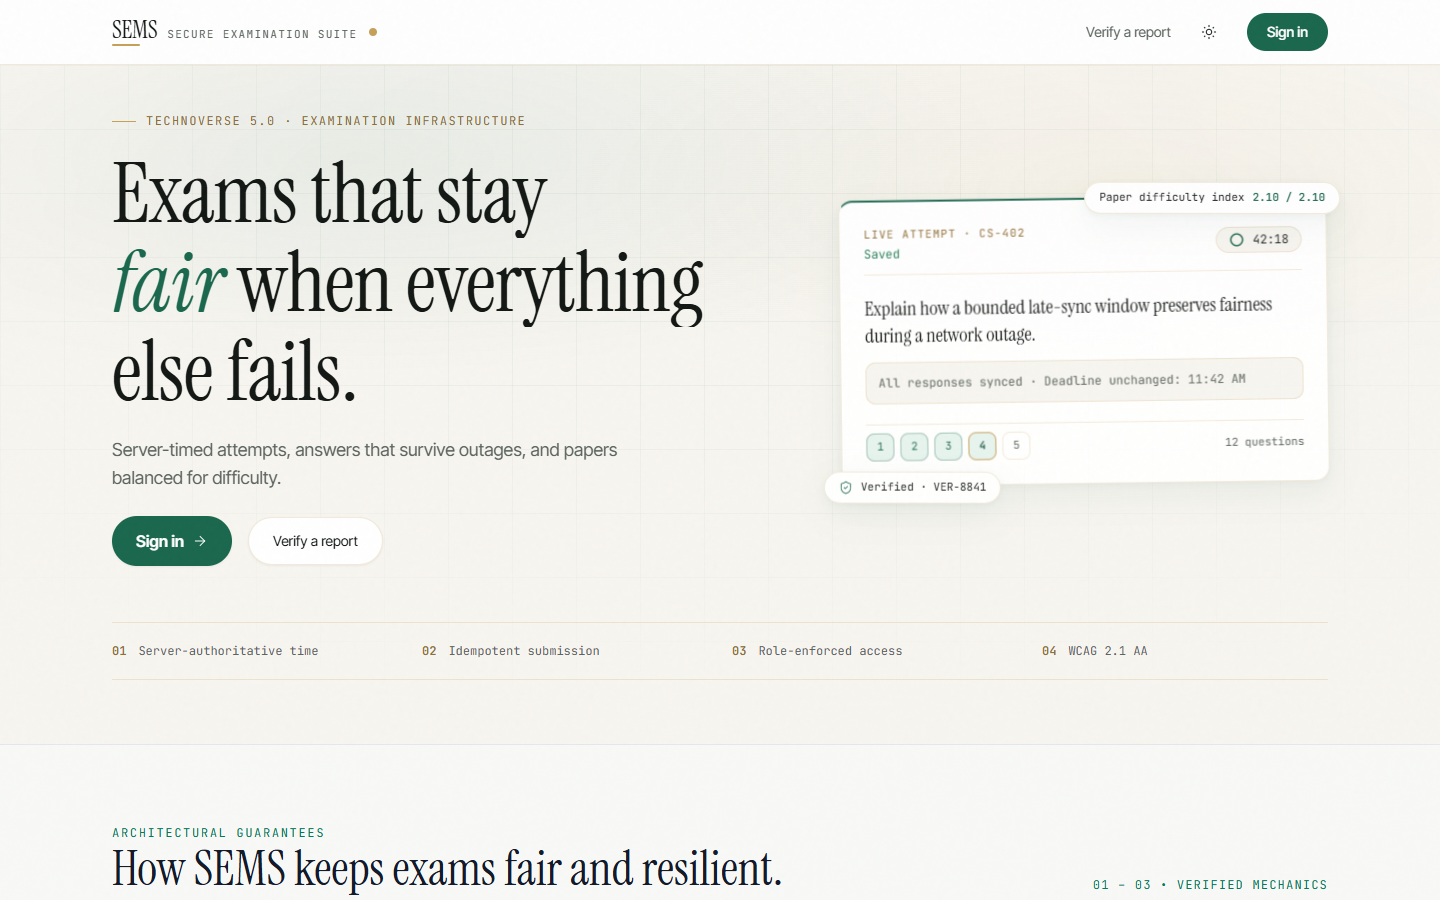 SEMS SECURE EXAMINATION SUITE
Verify a report
Sign in
TECHNOVERSE 5.0 · EXAMINATION INFRASTRUCTURE
Exams that stay
fair when everything
else fails.
Server-timed attempts, answers that survive outages, and papers
balanced for difficulty.
Sign in →
Verify a report
Paper difficulty index 2.10 / 2.10
LIVE ATTEMPT · CS-402
Saved
42:18
Explain how a bounded late-sync window preserves fairness
during a network outage.
All responses synced · Deadline unchanged: 11:42 AM
1 2 3 4 5
12 questions
Verified · VER-8841
01 Server-authoritative time
02 Idempotent submission
03 Role-enforced access
04 WCAG 2.1 AA
ARCHITECTURAL GUARANTEES
How SEMS keeps exams fair and resilient.
01 – 03 • VERIFIED MECHANICS